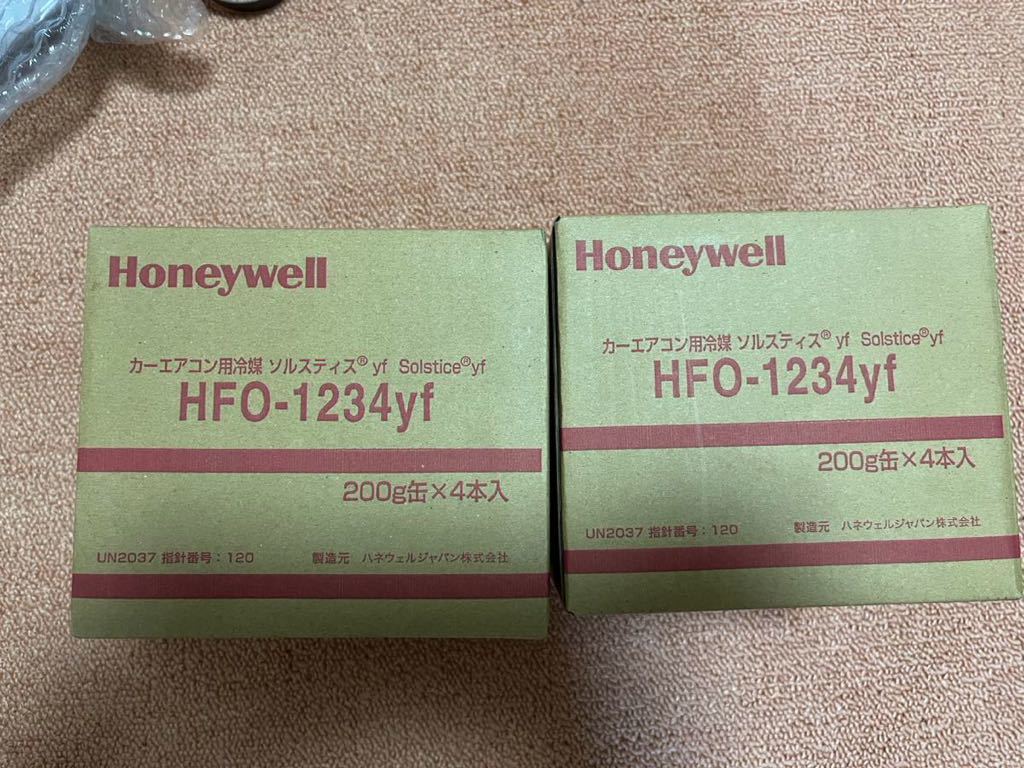 Honeywell
カーエアコン用冷媒 ソルスティス® yf Solstice®yf
HFO-1234yf
200g缶×4本入
UN2037 指針番号：120 製造元 ハネウェルジャパン株式会社
Honeywell
カーエアコン用冷媒 ソルスティス® yf Solstice®yf
HFO-1234yf
200g缶×4本入
UN2037 指針番号：120 製造元 ハネウェルジャパン株式会社